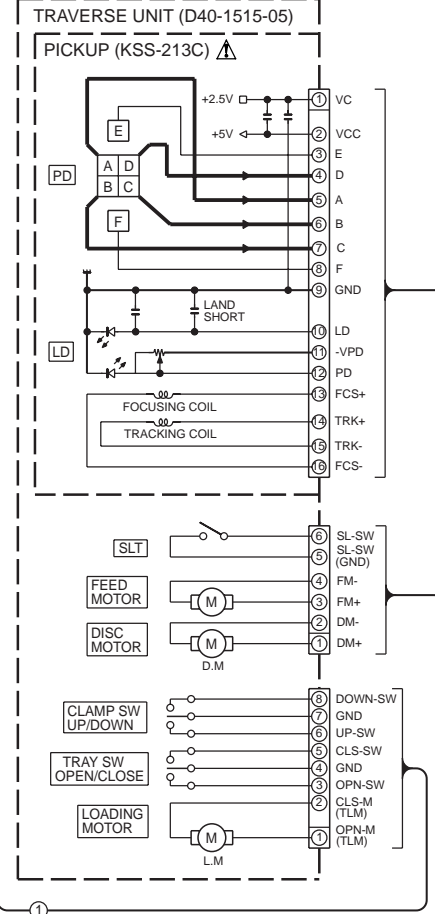 TRAVERSE UNIT (D40-1515-05)
PICKUP (KSS-213C)
+2.5V 1 VC
+5V 2 VCC
E 3 E
A D 4 D
PD 5 A
B C 6 B
F 7 C
8 F
9 GND
LAND
SHORT
10 LD
LD 11 -VPD
12 PD
13 FCS+
FOCUSING COIL
14 TRK+
TRACKING COIL
15 TRK-
16 FCS-
6 SL-SW
SLT 5 SL-SW
(GND)
FEED
MOTOR
4 FM-
M 3 FM+
DISC
MOTOR
2 DM-
M 1 DM+
D.M
8 DOWN-SW
CLAMP SW
UP/DOWN
7 GND
6 UP-SW
5 CLS-SW
TRAY SW
OPEN/CLOSE
4 GND
3 OPN-SW
2 CLS-M
(TLM)
LOADING
MOTOR
M 1 OPN-M
(TLM)
L.M
1